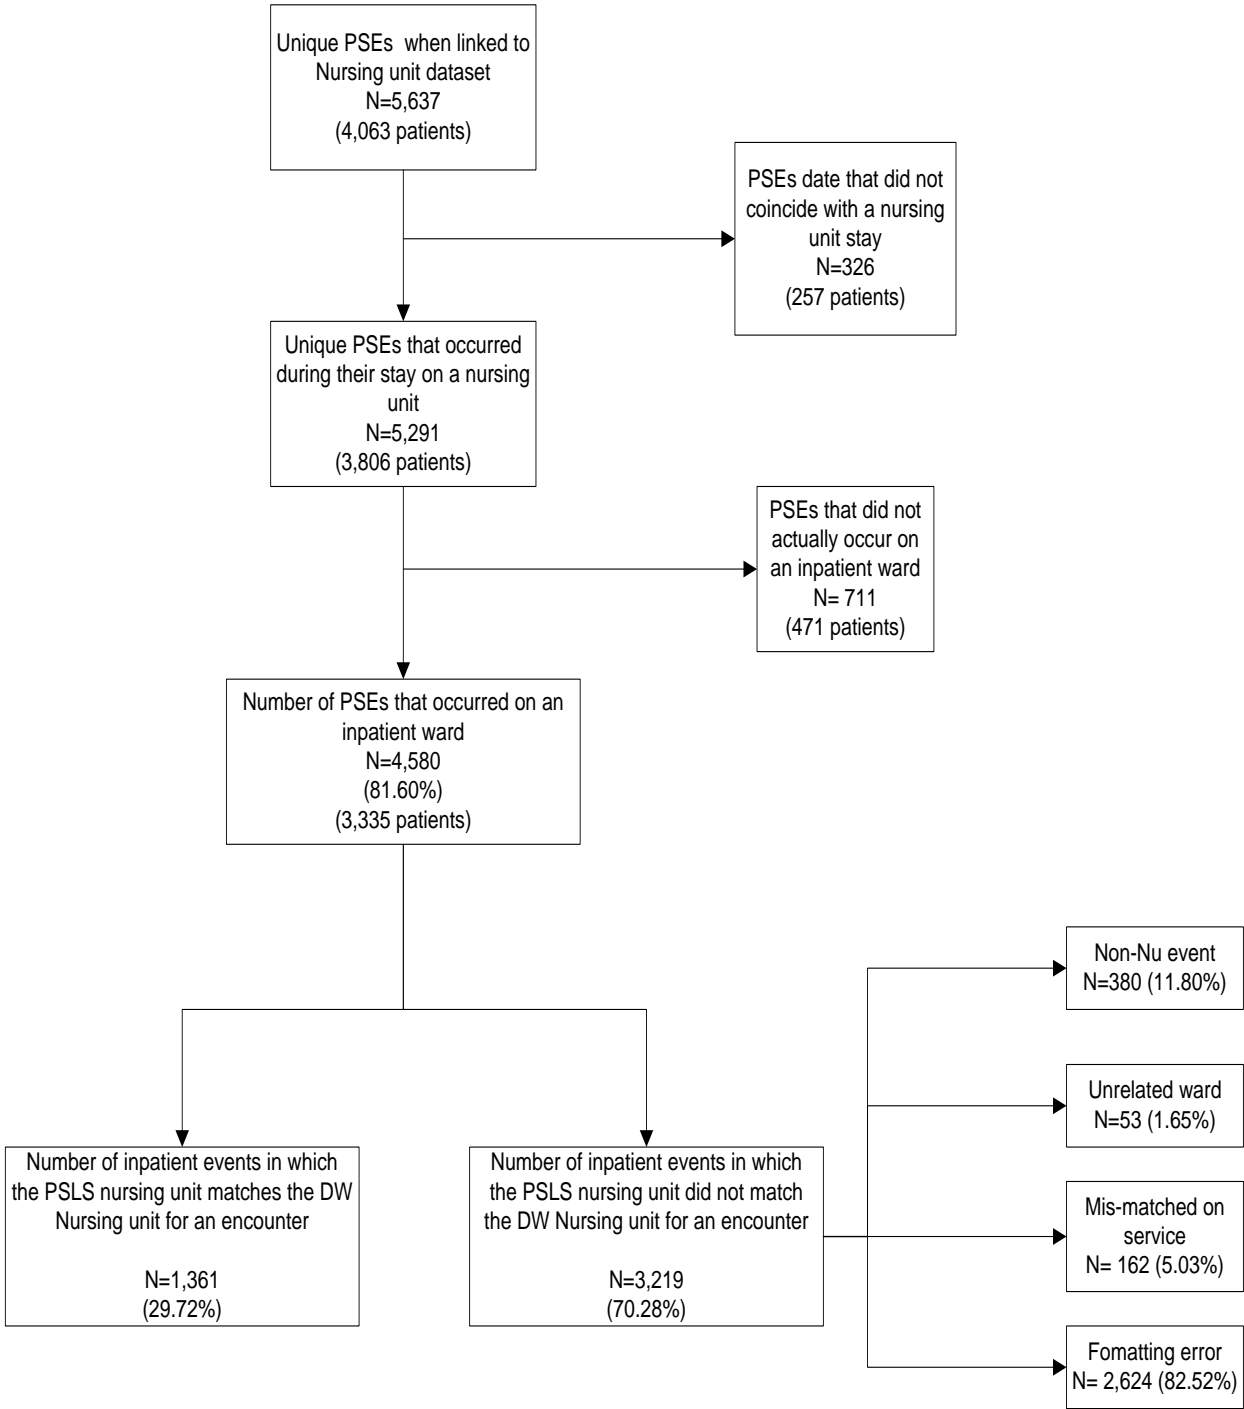 Unique PSEs when linked to
Nursing unit dataset
N=5,637
(4,063 patients)
PSEs date that did not
coincide with a nursing
unit stay
N=326
(257 patients)
Unique PSEs that occurred
during their stay on a nursing
unit
N=5,291
(3,806 patients)
PSEs that did not
actually occur on
an inpatient ward
N= 711
(471 patients)
Number of PSEs that occurred on an
inpatient ward
N=4,580
(81.60%)
(3,335 patients)
Non-Nu event
N=380 (11.80%)
Unrelated ward
N=53 (1.65%)
Number of inpatient events in which
the PSLS nursing unit matches the DW
Nursing unit for an encounter
N=1,361
(29.72%)
Number of inpatient events in which
the PSLS nursing unit did not match
the DW Nursing unit for an encounter
N=3,219
(70.28%)
Mis-matched on
service
N= 162 (5.03%)
Fomatting error
N= 2,624 (82.52%)